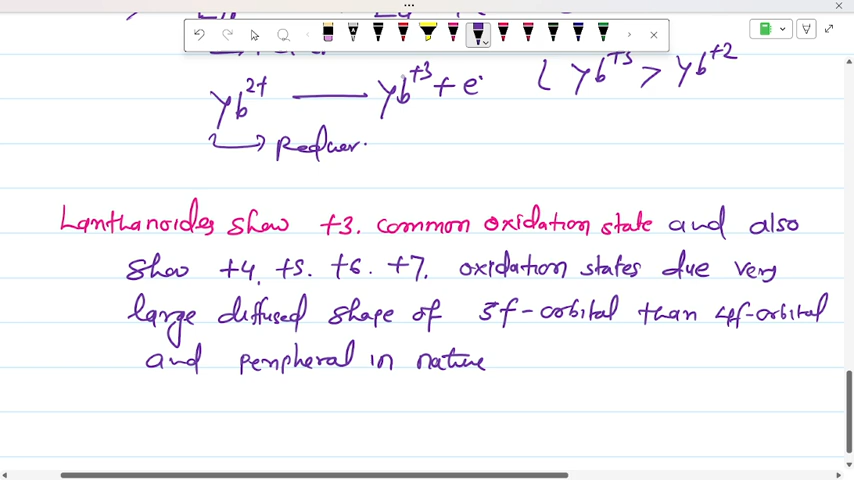 yb2+ —— yb+3 + e- ( yb+3 > yb+2
↳ Reducer.
Lanthanoides show +3. common oxidation state and also
show +4, +5. +6. +7. oxidation states due very
large diffused shape of 5f-orbital than 4f-orbital
and peripheral in nature